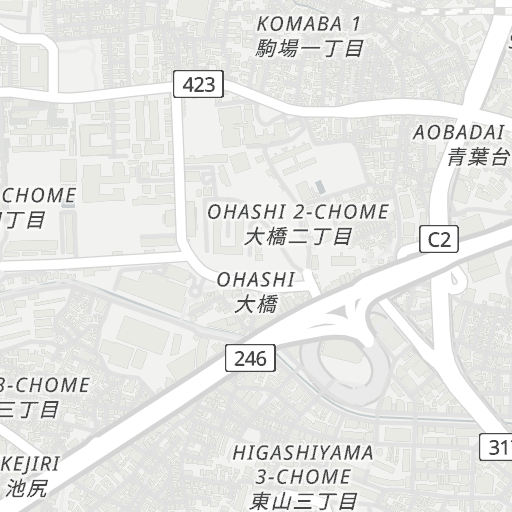 KOMABA 1
駒場一丁目
423
AOBADAI
青葉台
-CHOME
丁目
OHASHI 2-CHOME
大橋二丁目
C2
OHASHI
大橋
246
3-CHOME
三丁目
317
HIGASHIYAMA
3-CHOME
東山三丁目
KEJIRI
池尻